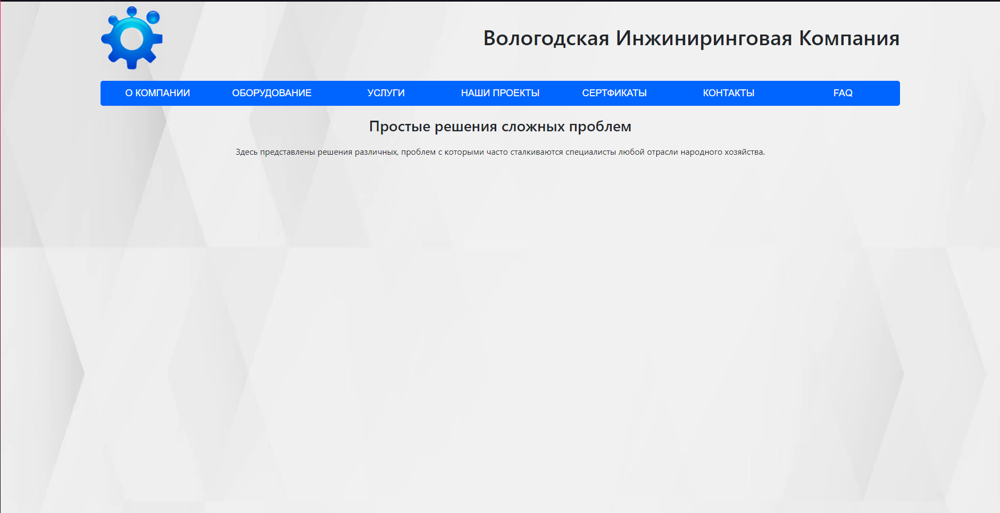 Вологодская Инжиниринговая Компания
О КОМПАНИИ ОБОРУДОВАНИЕ УСЛУГИ НАШИ ПРОЕКТЫ СЕРТФИКАТЫ КОНТАКТЫ FAQ
Простые решения сложных проблем
Здесь представлены решения различных, проблем с которыми часто сталкиваются специалисты любой отрасли народного хозяйства.